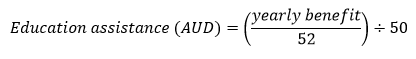 Education assistance (AUD) = (yearly benefit / 52) ÷ 50